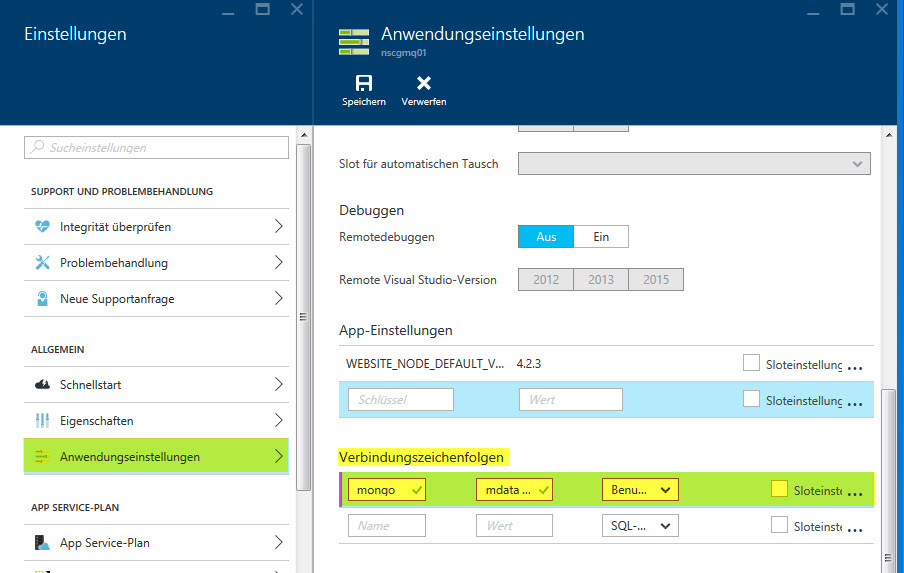 Einstellungen
Sucheinstellungen
SUPPORT UND PROBLEMBEHANDLUNG
Integrität überprüfen
Problembehandlung
Neue Supportanfrage
ALLGEMEIN
Schnellstart
Eigenschaften
Anwendungseinstellungen
APP SERVICE-PLAN
App Service-Plan
Anwendungseinstellungen
nscgmq01
Speichern Verwerfen
Slot für automatischen Tausch
Debuggen
Remotedebuggen Aus Ein
Remote Visual Studio-Version 2012 2013 2015
App-Einstellungen
WEBSITE_NODE_DEFAULT_V... 4.2.3 Sloteinstellung ...
Schlüssel Wert Sloteinstellung ...
Verbindungszeichenfolgen
mongo mdata ... Benu... Sloteinste ...
Name Wert SQL-... Sloteinste ...